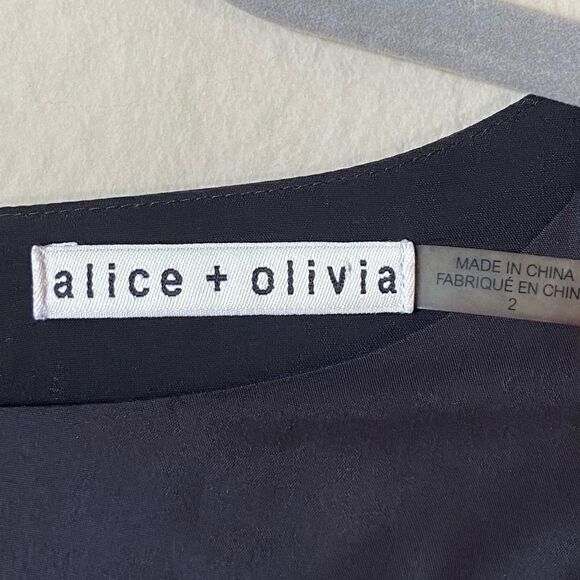 alice + olivia
MADE IN CHINA
FABRIQUÉ EN CHIN
2